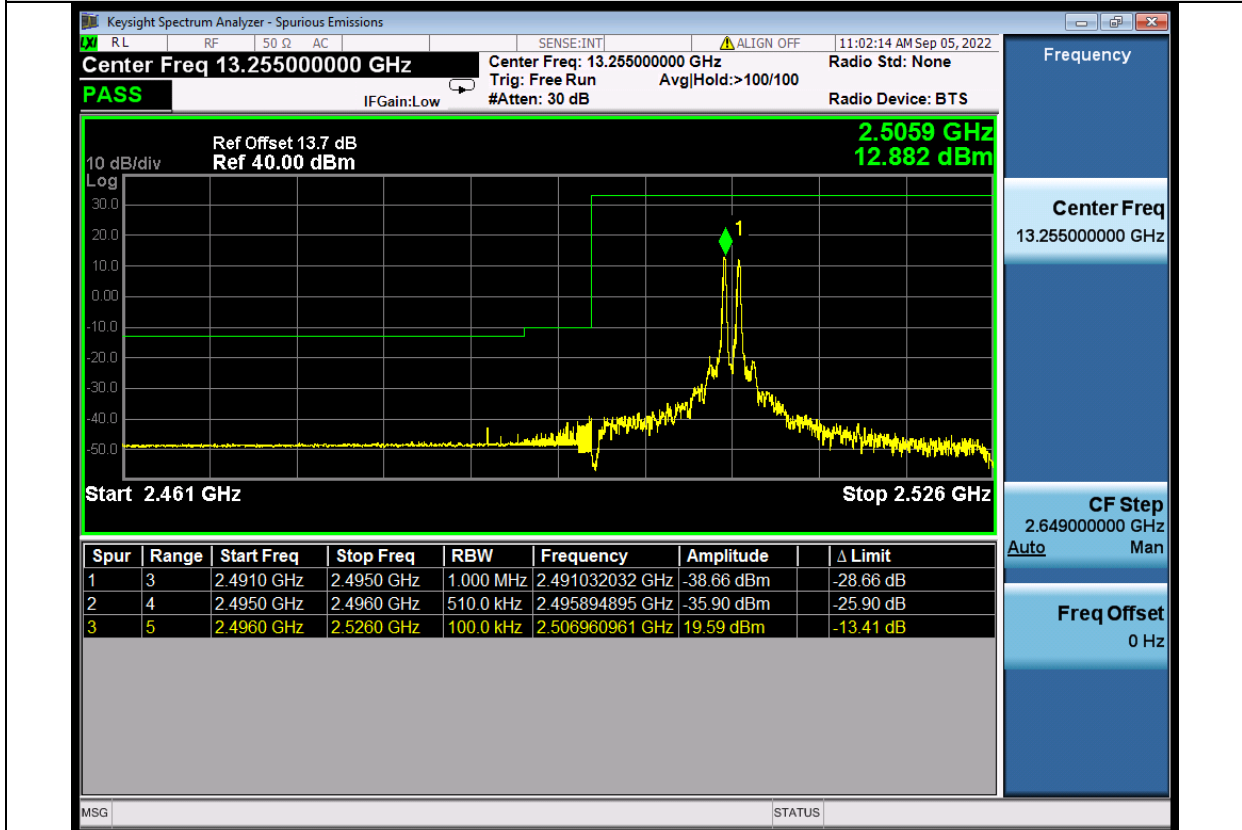 Keysight Spectrum Analyzer - Spurious Emissions
LXI RL RF 50 Ω AC SENSE:INT ALIGN OFF 11:02:14 AM Sep 05, 2022
Center Freq 13.255000000 GHz Center Freq: 13.255000000 GHz Radio Std: None
Trig: Free Run Avg|Hold:>100/100
PASS IFGain:Low #Atten: 30 dB Radio Device: BTS
Frequency
Ref Offset 13.7 dB 2.5059 GHz
10 dB/div Ref 40.00 dBm 12.882 dBm
Log
30.0
20.0
10.0
0.00
-10.0
-20.0
-30.0
-40.0
-50.0
1
Start 2.461 GHz Stop 2.526 GHz
Center Freq
13.255000000 GHz
CF Step
2.649000000 GHz
Auto Man
Freq Offset
0 Hz
Spur Range Start Freq Stop Freq RBW Frequency Amplitude Δ Limit
1 3 2.4910 GHz 2.4950 GHz 1.000 MHz 2.491032032 GHz -38.66 dBm -28.66 dB
2 4 2.4950 GHz 2.4960 GHz 510.0 kHz 2.495894895 GHz -35.90 dBm -25.90 dB
3 5 2.4960 GHz 2.5260 GHz 100.0 kHz 2.506960961 GHz 19.59 dBm -13.41 dB
MSG STATUS